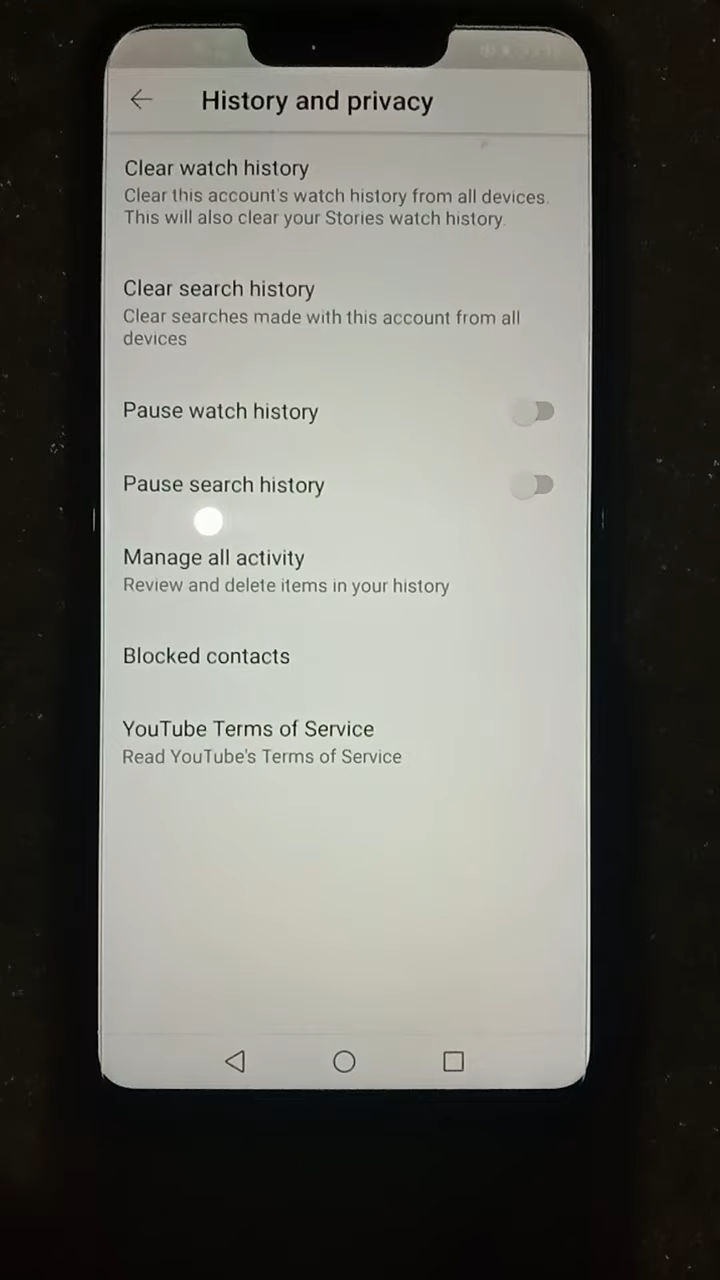 History and privacy
Clear watch history
Clear this account's watch history from all devices.
This will also clear your Stories watch history.
Clear search history
Clear searches made with this account from all
devices
Pause watch history
Pause search history
Manage all activity
Review and delete items in your history
Blocked contacts
YouTube Terms of Service
Read YouTube's Terms of Service